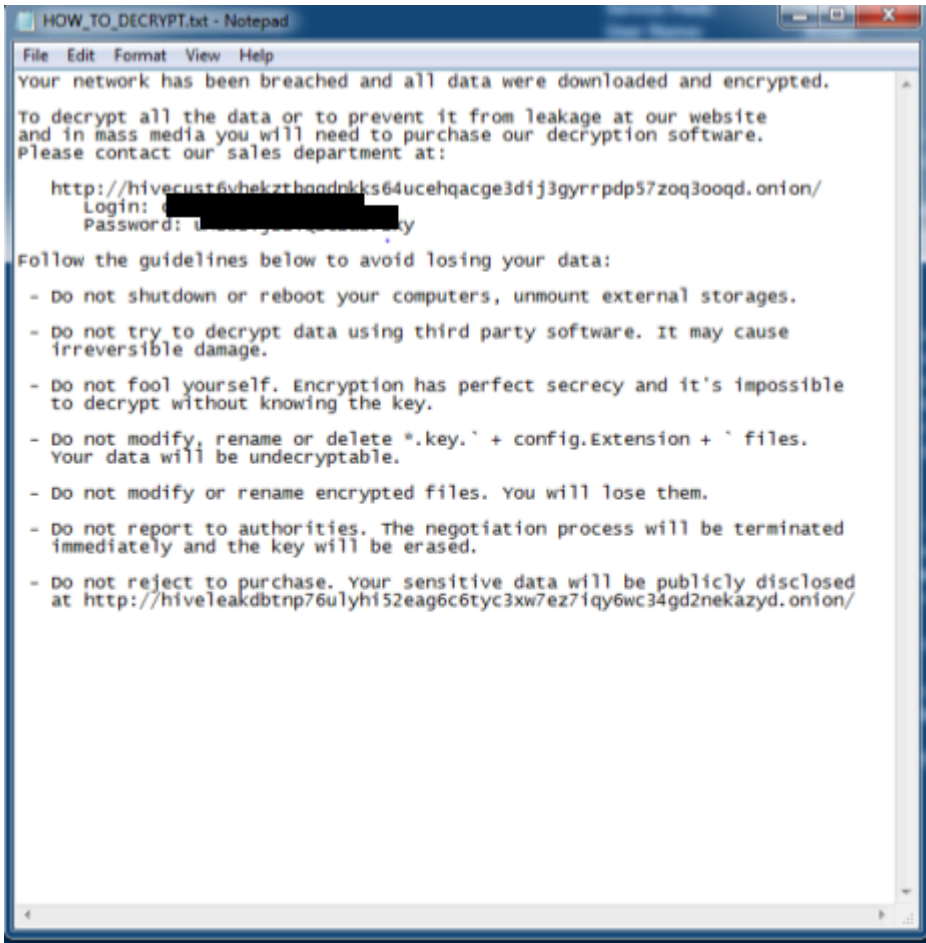 HOW_TO_DECRYPT.txt - Notepad
File Edit Format View Help
Your network has been breached and all data were downloaded and encrypted.
To decrypt all the data or to prevent it from leakage at our website
and in mass media you will need to purchase our decryption software.
Please contact our sales department at:
Login:
Password:
Follow the guidelines below to avoid losing your data:
- Do not shutdown or reboot your computers, unmount external storages.
- Do not try to decrypt data using third party software. It may cause
irreversible damage.
- Do not fool yourself. Encryption has perfect secrecy and it's impossible
to decrypt without knowing the key.
- Do not modify, rename or delete *.key.` + config.Extension + ` files.
Your data will be undecryptable.
- Do not modify or rename encrypted files. You will lose them.
- Do not report to authorities. The negotiation process will be terminated
immediately and the key will be erased.
- Do not reject to purchase. Your sensitive data will be publicly disclosed
at http://hiveleakdbtnp76ulyhi52eag6c6tyc3xw7ez7iqy6wc34gd2nekazyd.onion/